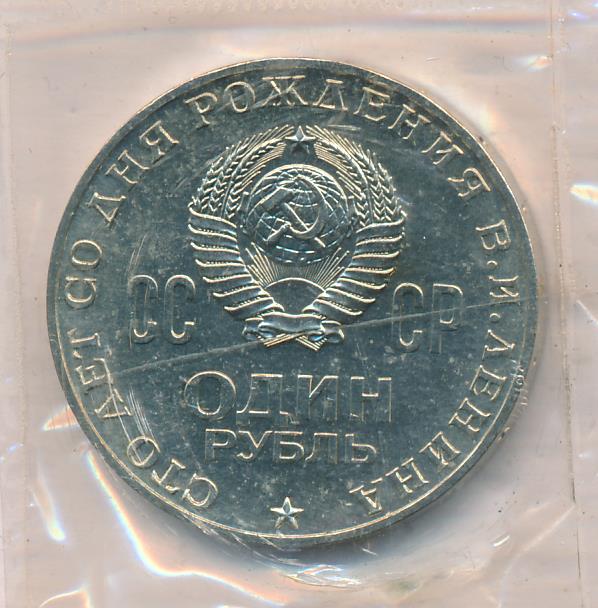 СТО ЛЕТ СО ДНЯ РОЖДЕНИЯ В.И.ЛЕНИНА
СС СР
ОДИН
РУБЛЬ